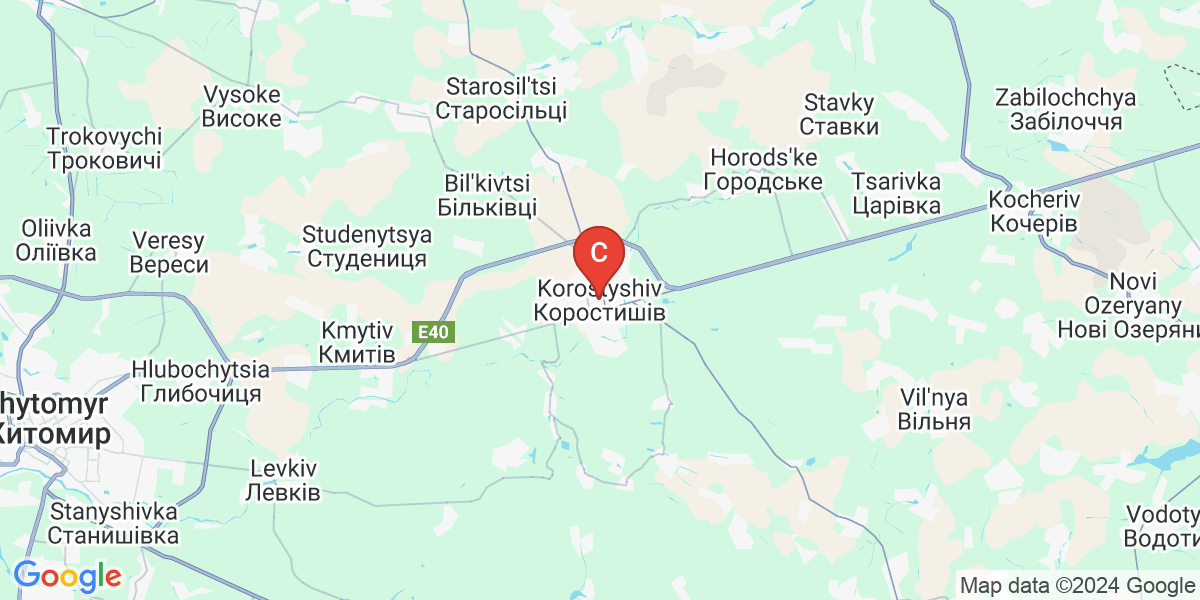 Starosil'tsi
Старосільці
Vysoke
Високе
Stavky
Ставки
Zabilochchya
Забілоччя
Trokovychi
Троковичі
Horods'ke
Городське
Bil'kivtsi
Більківці
Tsarivka
Царівка
Kocheriv
Кочерів
Oliivka
Оліївка
Veresy
Вереси
Studenytsya
Студениця
C
Korostyshiv
Коростишів
Novi
Ozeryany
Нові Озеряни
Kmytiv
Кмитів
E40
Hlubochytsia
Глибочиця
Vil'nya
Вільня
hytomyr
Житомир
Levkiv
Левків
Stanyshivka
Станишівка
Vodoty
Водоти
Google
Map data ©2024 Google